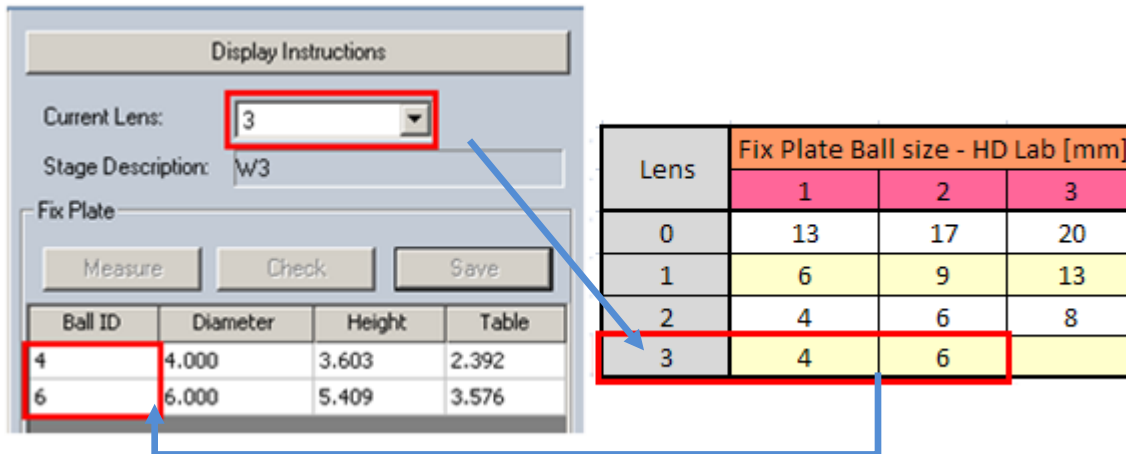 Display Instructions
Current Lens: 3
Stage Description: W3
Fix Plate
Measure Check Save
Ball ID Diameter Height Table
4 4.000 3.603 2.392
6 6.000 5.409 3.576
Lens Fix Plate Ball size - HD Lab [mm]
1 2 3
0 13 17 20
1 6 9 13
2 4 6 8
3 4 6